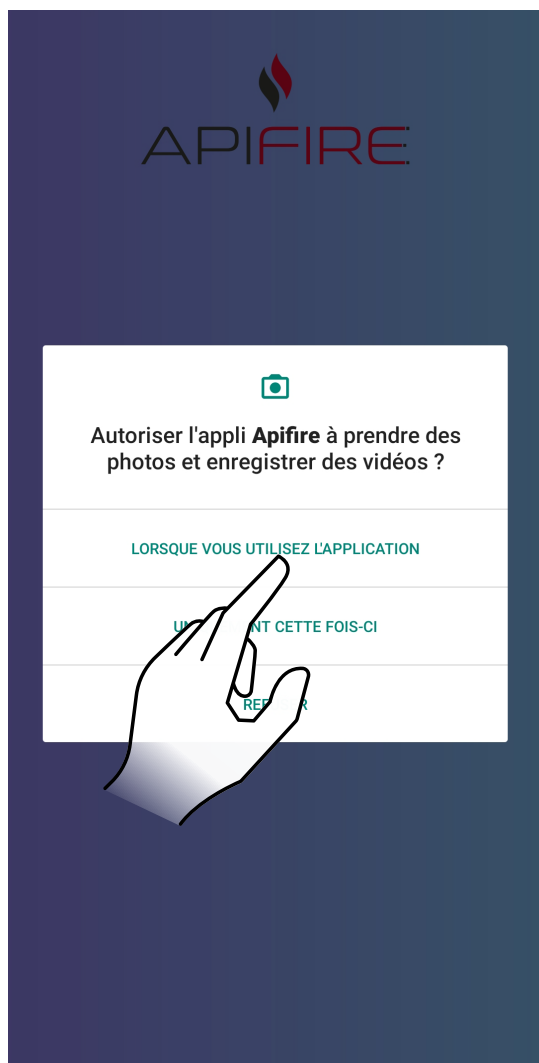 APIFIRE
Autoriser l'appli Apifire à prendre des
photos et enregistrer des vidéos ?
LORSQUE VOUS UTILISEZ L'APPLICATION
CETTE FOIS-CI